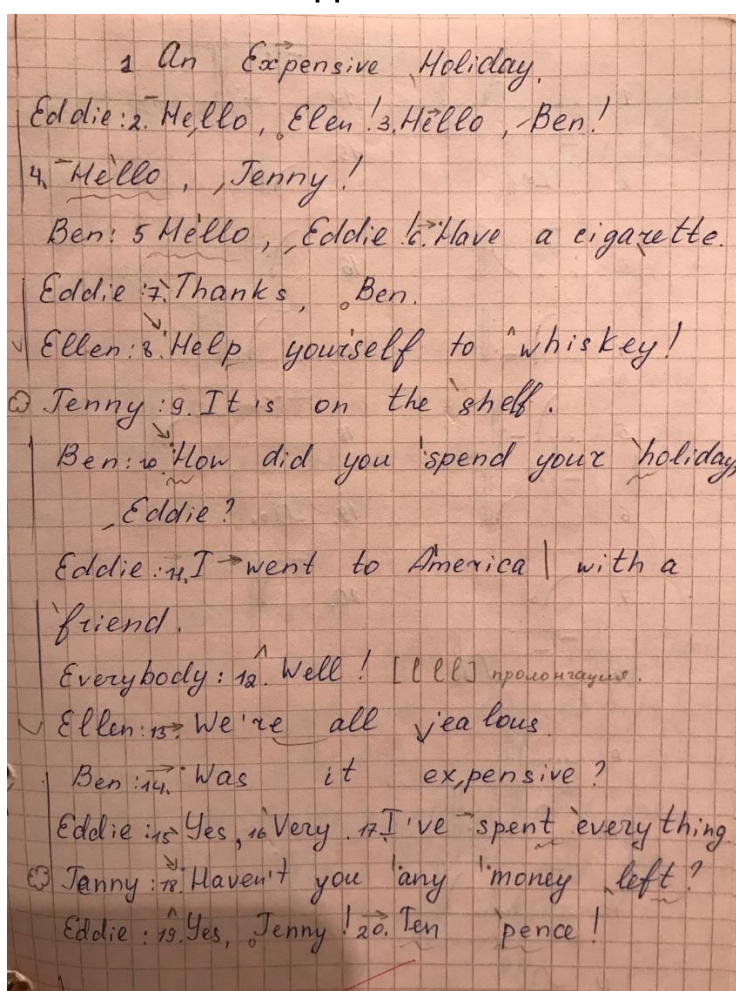 1 An Expensive Holiday.
Eddie: 2. Hello, Elen! 3. Hello, Ben!
4. Hello, Jenny!
Ben: 5 Hello, Eddie! 6. Have a cigarette.
Eddie: 7. Thanks, Ben.
Ellen: 8. Help yourself to whiskey!
Jenny: 9. It is on the shelf.
Ben: 10. How did you spend your holiday,
Eddie?
Eddie: 11. I went to America | with a
friend.
Everybody: 12. Well! [l l l] пролонгация.
Ellen: 13. We're all jealous.
Ben: 14. Was it expensive?
Eddie: 15 Yes, 16 Very. 17. I've spent everything
Jenny: 18. Haven't you any money left?
Eddie: 19. Yes, Jenny! 20. Ten pence!